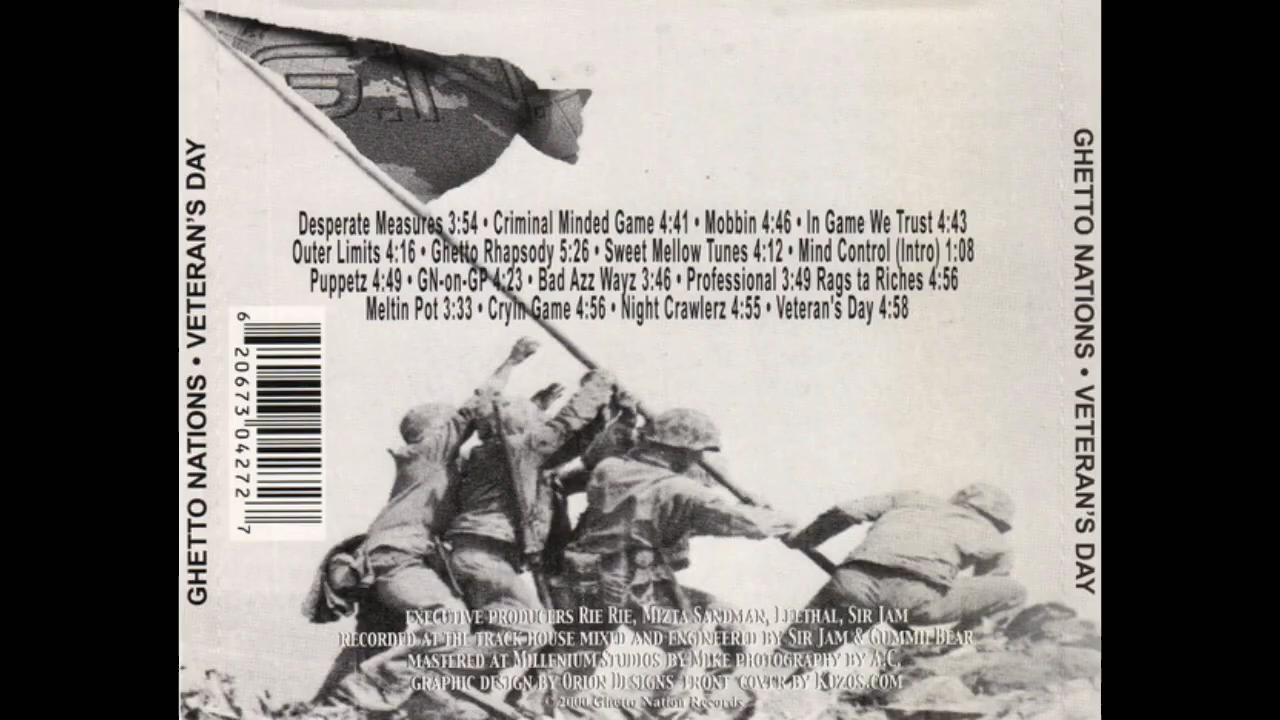 G.N.
Desperate Measures 3:54 • Criminal Minded Game 4:41 • Mobbin 4:46 • In Game We Trust 4:43
Outer Limits 4:16 • Ghetto Rhapsody 5:26 • Sweet Mellow Tunes 4:12 • Mind Control (Intro) 1:08
Puppetz 4:49 • GN-on-GP 4:23 • Bad Azz Wayz 3:46 • Professional 3:49 Rags ta Riches 4:56
Meltin Pot 3:33 • Cryin Game 4:56 • Night Crawlerz 4:55 • Veteran's Day 4:58
GHETTO NATIONS • VETERAN'S DAY
6 20673 04272 7
GHETTO NATIONS • VETERAN'S DAY
EXECUTIVE PRODUCERS RIE RIE, MIZTA SANDMAN, LEETHAL, SIR JAM
RECORDED AT THE TRACK HOUSE MIXED AND ENGINEERED BY SIR JAM & GUMMIE BEAR
MASTERED AT MILLENIUM STUDIOS BY MIKE PHOTOGRAPHY BY A.C.
GRAPHIC DESIGN BY ORION DESIGNS FRONT COVER BY KUZOS.COM
© 2000 Ghetto Nation Records